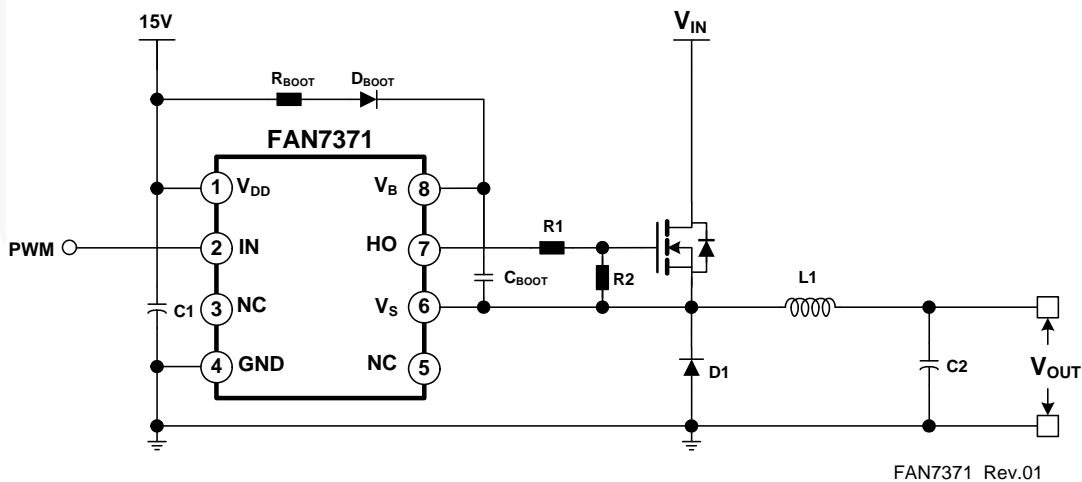 15V
V_IN
R_BOOT
D_BOOT
FAN7371
1
V_DD
V_B
8
PWM
2
IN
HO
7
R1
R2
C1
3
NC
V_S
6
C_BOOT
L1
4
GND
NC
5
D1
C2
V_OUT
FAN7371 Rev.01